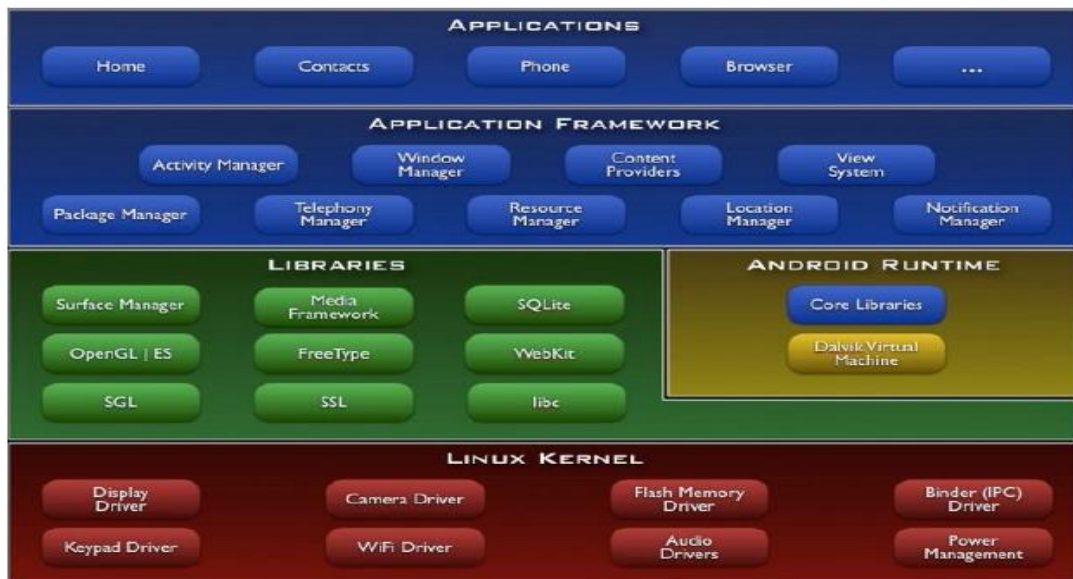 APPLICATIONS
Home
Contacts
Phone
Browser
...
APPLICATION FRAMEWORK
Activity Manager
Window
Manager
Content
Providers
View
System
Package Manager
Telephony
Manager
Resource
Manager
Location
Manager
Notification
Manager
LIBRARIES
Surface Manager
Media
Framework
SQLite
OpenGL | ES
FreeType
WebKit
SGL
SSL
libc
ANDROID RUNTIME
Core Libraries
Dalvik Virtual
Machine
LINUX KERNEL
Display
Driver
Camera Driver
Flash Memory
Driver
Binder (IPC)
Driver
Keypad Driver
WiFi Driver
Audio
Drivers
Power
Management